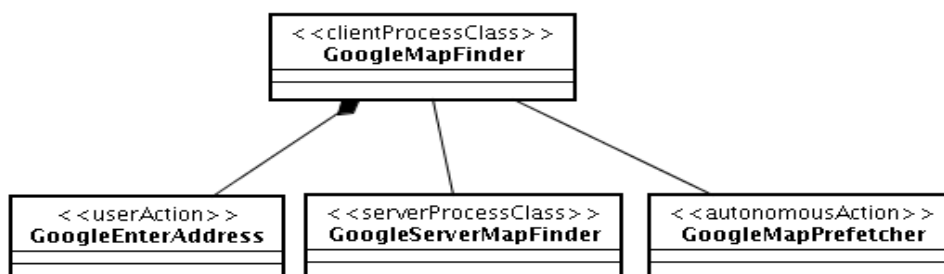 <<clientProcessClass>>
GoogleMapFinder
<<userAction>>
GoogleEnterAddress
<<serverProcessClass>>
GoogleServerMapFinder
<<autonomousAction>>
GoogleMapPrefetcher